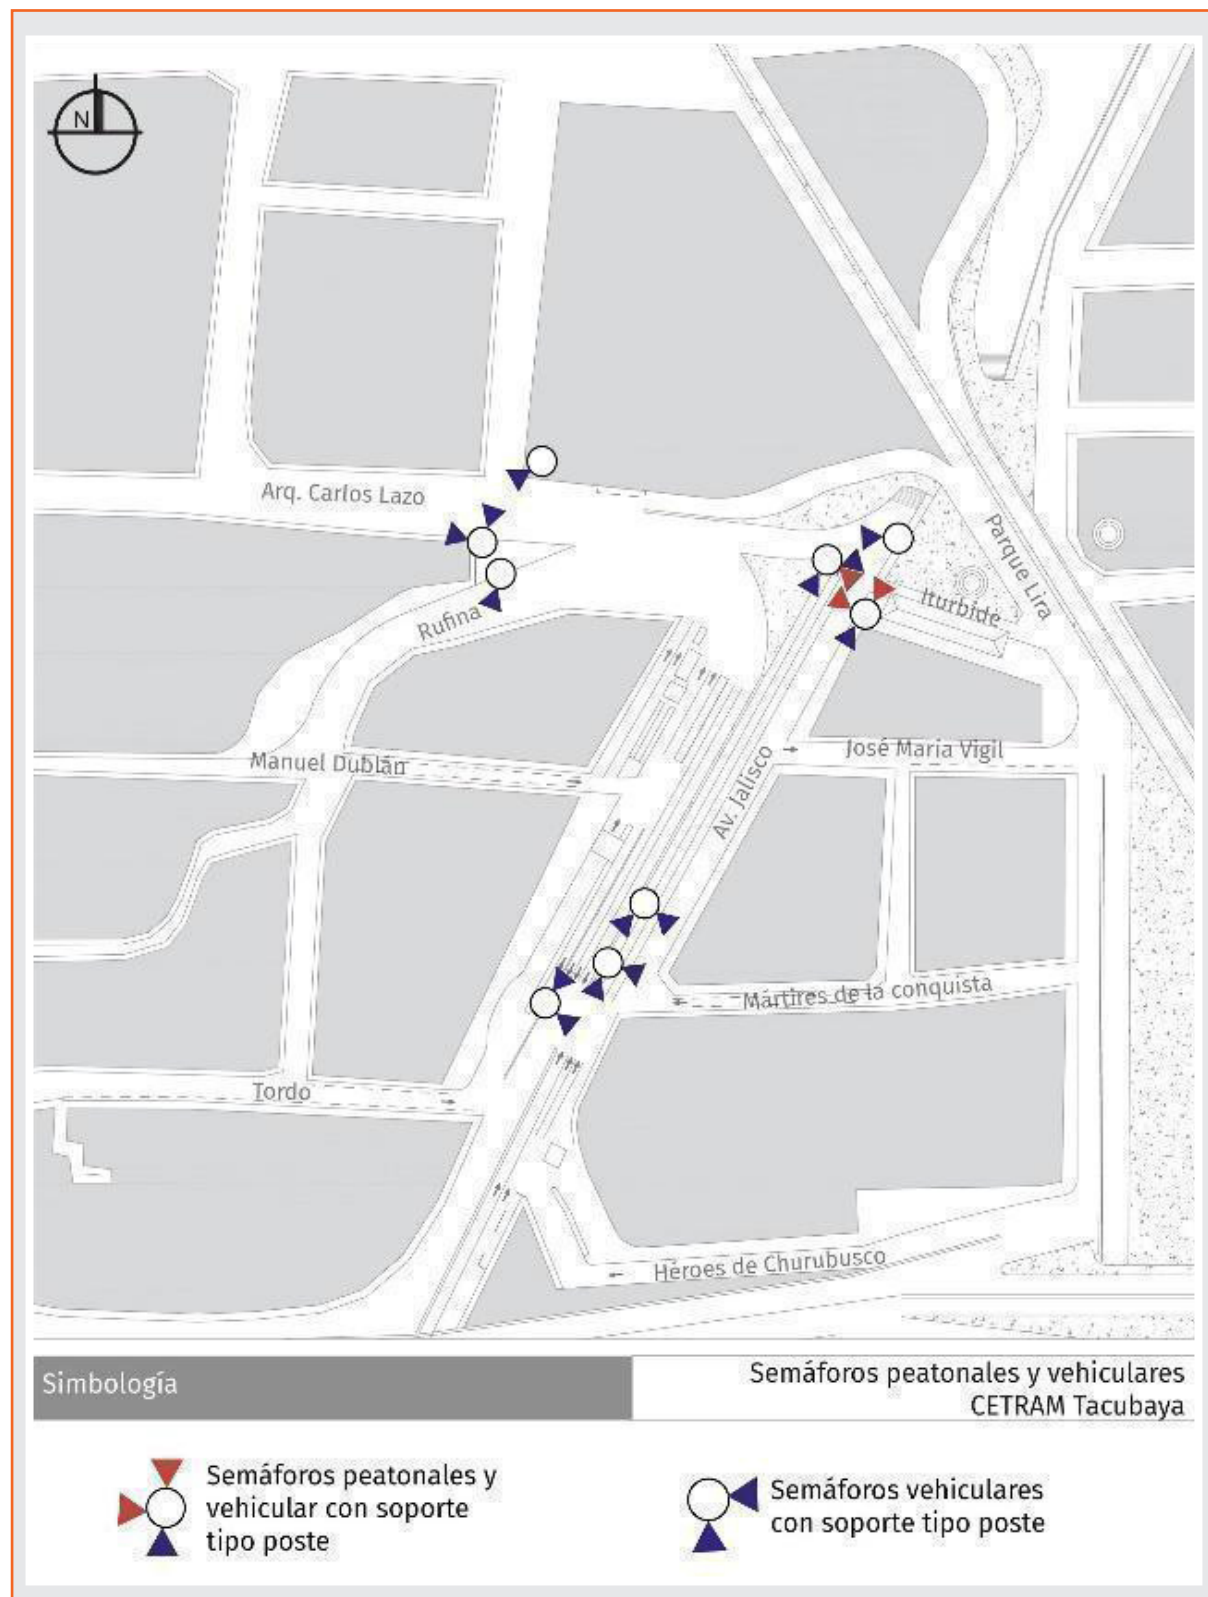 N
Arq. Carlos Lazo
Parque Lira
Iturbide
Rufina
José María Vigil
Manuel Dublán
Av. Jalisco
Mártires de la conquista
Tordo
Héroes de Churubusco
Simbología
Semáforos peatonales y vehiculares
CETRAM Tacubaya
Semáforos peatonales y
vehicular con soporte
tipo poste
Semáforos vehiculares
con soporte tipo poste